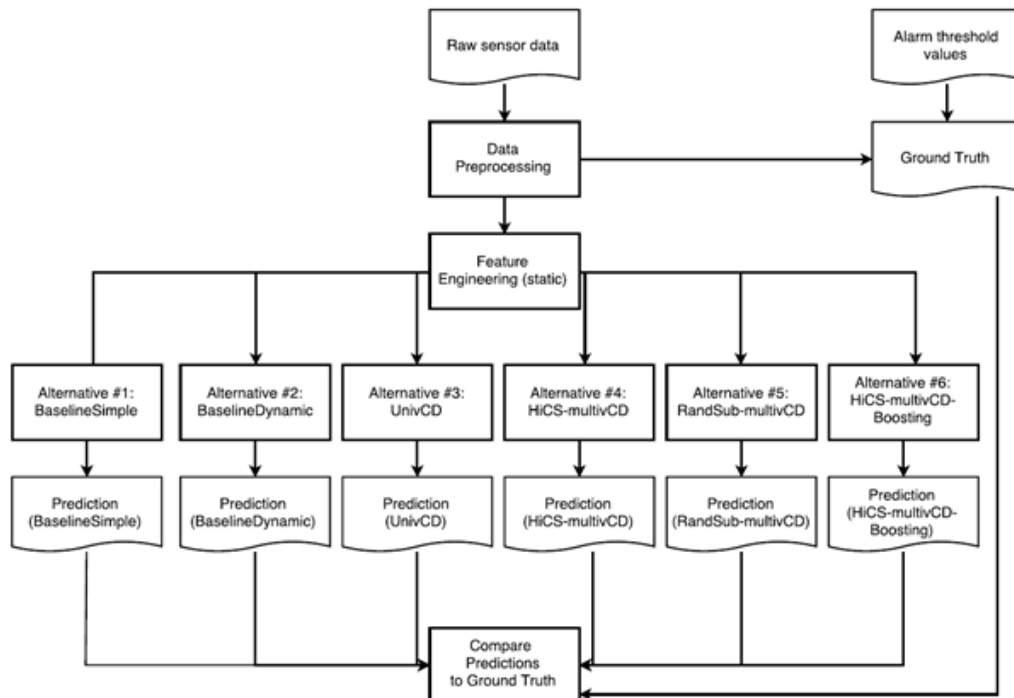 Raw sensor data
Alarm threshold
values
Data
Preprocessing
Ground Truth
Feature
Engineering (static)
Alternative #1:
BaselineSimple
Alternative #2:
BaselineDynamic
Alternative #3:
UnivCD
Alternative #4:
HiCS-multivCD
Alternative #5:
RandSub-multivCD
Alternative #6:
HiCS-multivCD-
Boosting
Prediction
(BaselineSimple)
Prediction
(BaselineDynamic)
Prediction
(UnivCD)
Prediction
(HiCS-multivCD)
Prediction
(RandSub-multivCD)
Prediction
(HiCS-multivCD-
Boosting)
Compare
Predictions
to Ground Truth